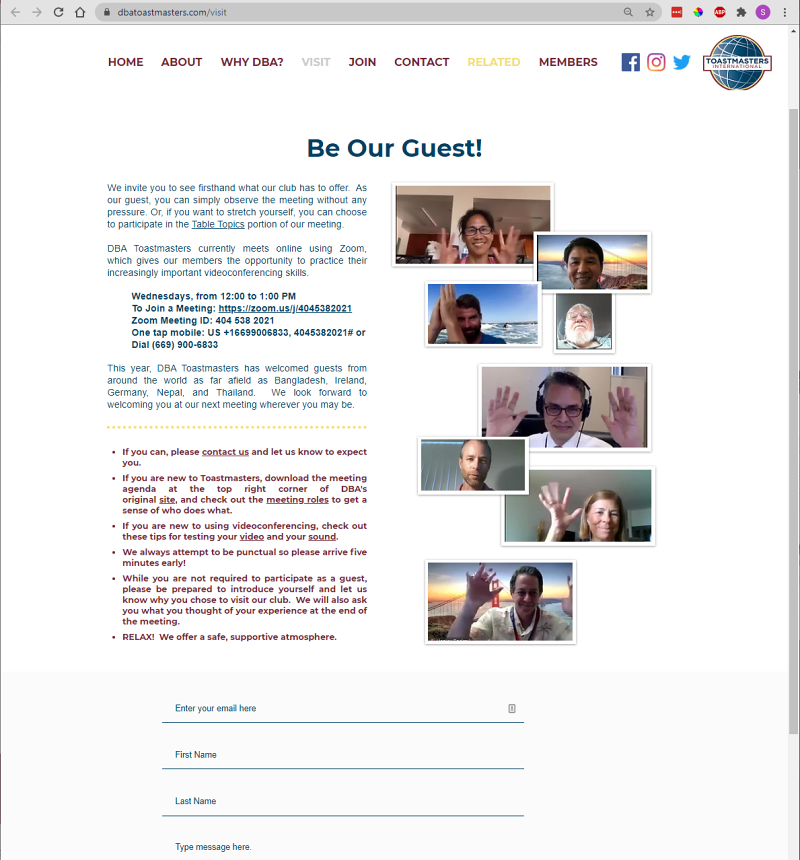 dbatoastmasters.com/visit
ABP
S
HOME ABOUT WHY DBA? VISIT JOIN CONTACT RELATED MEMBERS
TOASTMASTERS
INTERNATIONAL
Be Our Guest!
We invite you to see firsthand what our club has to offer. As
our guest, you can simply observe the meeting without any
pressure. Or, if you want to stretch yourself, you can choose
to participate in the Table Topics portion of our meeting.
DBA Toastmasters currently meets online using Zoom,
which gives our members the opportunity to practice their
increasingly important videoconferencing skills.
Wednesdays, from 12:00 to 1:00 PM
To Join a Meeting: https://zoom.us/j/4045382021
Zoom Meeting ID: 404 538 2021
One tap mobile: US +16699006833, 4045382021# or
Dial (669) 900-6833
This year, DBA Toastmasters has welcomed guests from
around the world as far afield as Bangladesh, Ireland,
Germany, Nepal, and Thailand. We look forward to
welcoming you at our next meeting wherever you may be.
• If you can, please contact us and let us know to expect
you.
• If you are new to Toastmasters, download the meeting
agenda at the top right corner of DBA's
original site, and check out the meeting roles to get a
sense of who does what.
• If you are new to using videoconferencing, check out
these tips for testing your video and your sound.
• We always attempt to be punctual so please arrive five
minutes early!
• While you are not required to participate as a guest,
please be prepared to introduce yourself and let us
know why you chose to visit our club. We will also ask
you what you thought of your experience at the end of
the meeting.
• RELAX! We offer a safe, supportive atmosphere.
Enter your email here
First Name
Last Name
Type message here.